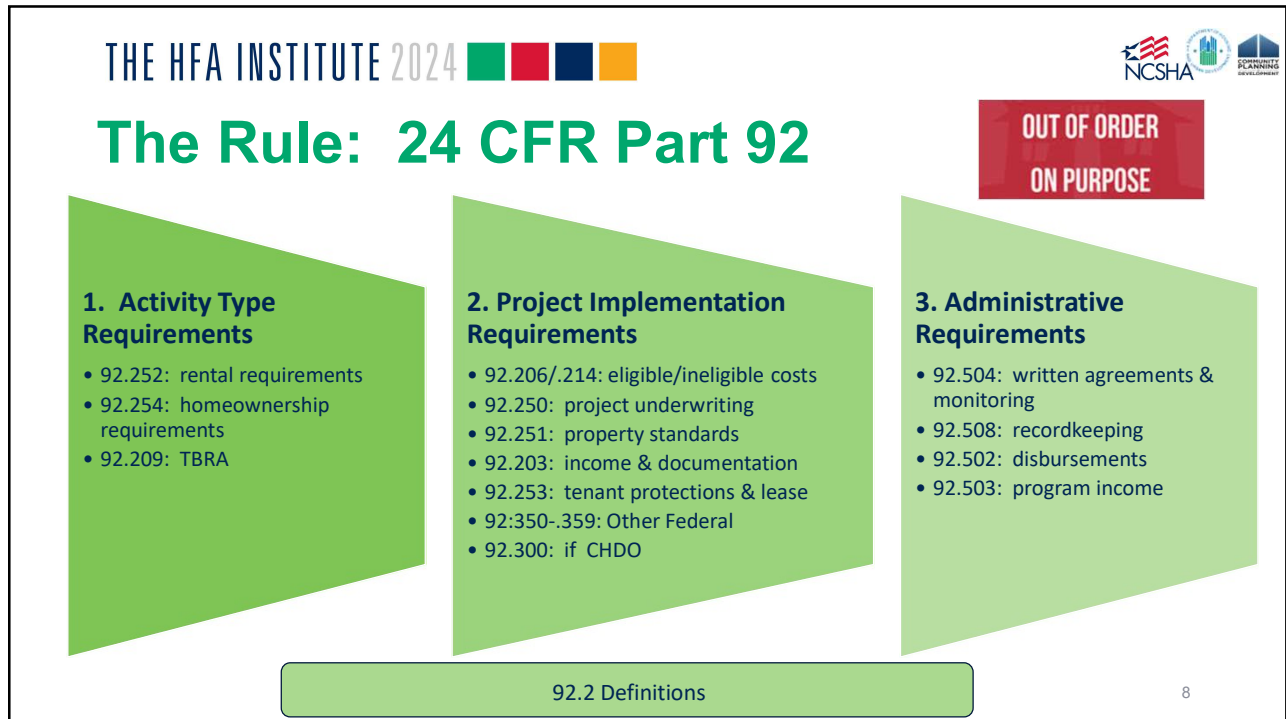 THE HFA INSTITUTE 2024
NCSHA
COMMUNITY
PLANNING
DEVELOPMENT
The Rule: 24 CFR Part 92
OUT OF ORDER
ON PURPOSE
1. Activity Type
Requirements
• 92.252: rental requirements
• 92.254: homeownership
requirements
• 92.209: TBRA
2. Project Implementation
Requirements
• 92.206/.214: eligible/ineligible costs
• 92.250: project underwriting
• 92.251: property standards
• 92.203: income & documentation
• 92.253: tenant protections & lease
• 92:350-.359: Other Federal
• 92.300: if CHDO
3. Administrative
Requirements
• 92.504: written agreements &
monitoring
• 92.508: recordkeeping
• 92.502: disbursements
• 92.503: program income
92.2 Definitions
8